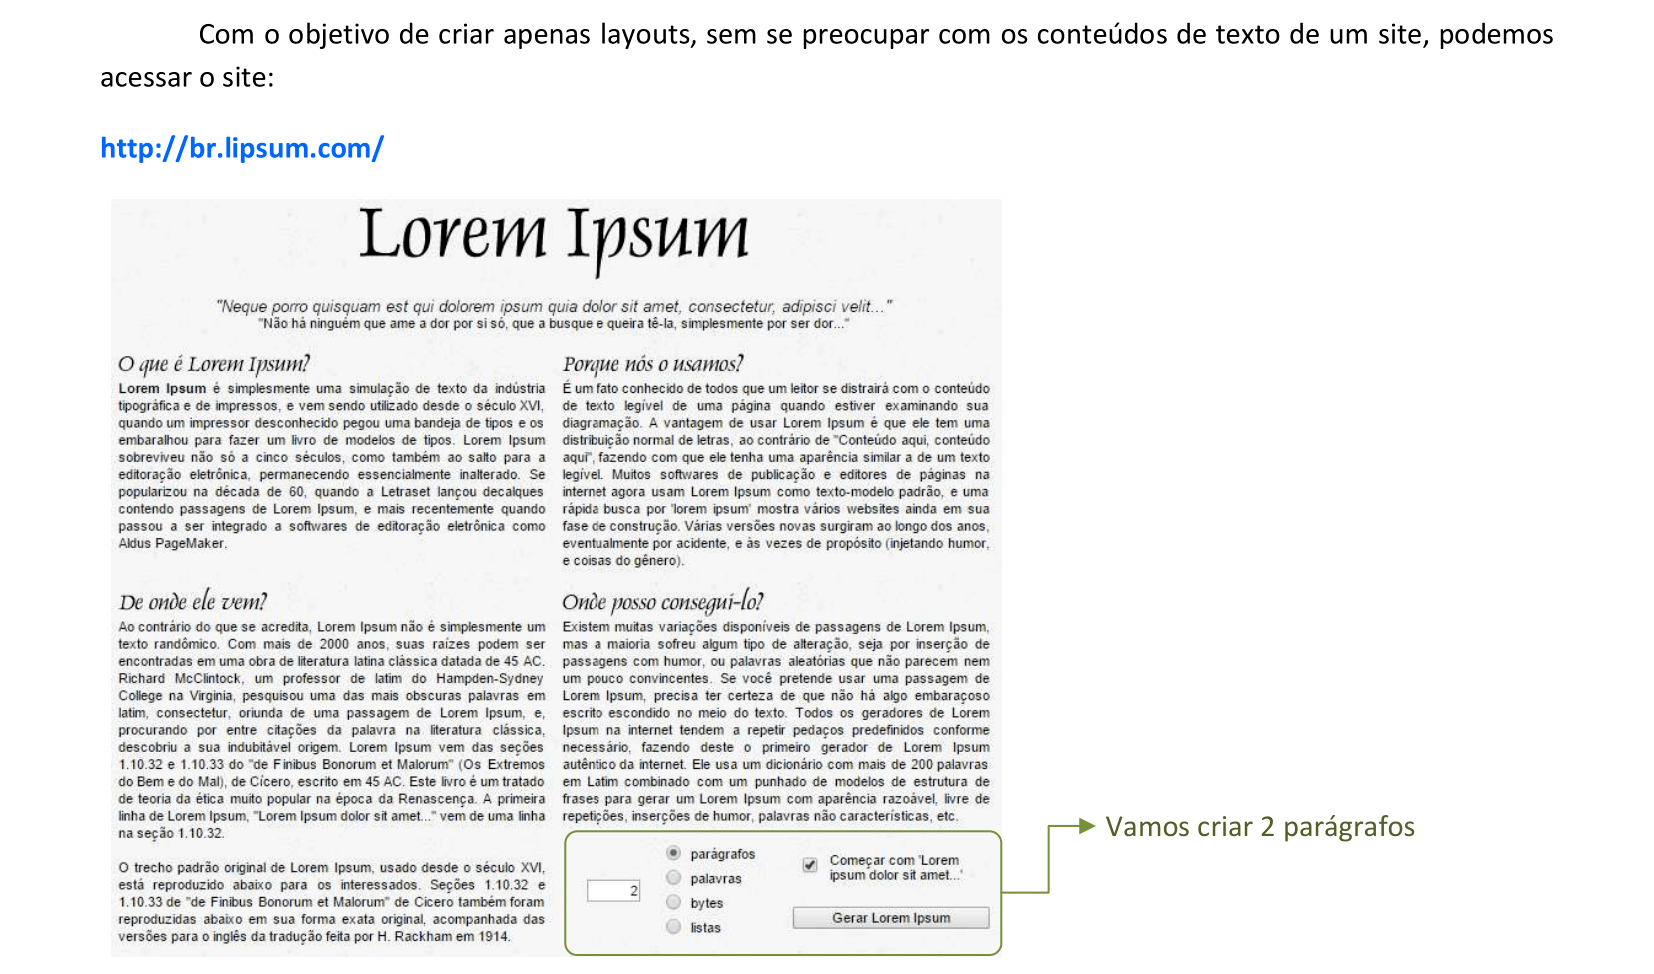 Com o objetivo de criar apenas layouts, sem se preocupar com os conteúdos de texto de um site, podemos
acessar o site:
http://br.lipsum.com/
Lorem Ipsum
"Neque porro quisquam est qui dolorem ipsum quia dolor sit amet, consectetur, adipisci velit..."
"Não há ninguém que ame a dor por si só, que a busque e queira tê-la, simplesmente por ser dor..."
O que é Lorem Ipsum?
Lorem Ipsum é simplesmente uma simulação de texto da indústria
tipográfica e de impressos, e vem sendo utilizado desde o século XVI,
quando um impressor desconhecido pegou uma bandeja de tipos e os
embaralhou para fazer um livro de modelos de tipos. Lorem Ipsum
sobreviveu não só a cinco séculos, como também ao salto para a
editoração eletrônica, permanecendo essencialmente inalterado. Se
popularizou na década de 60, quando a Letraset lançou decalques
contendo passagens de Lorem Ipsum, e mais recentemente quando
passou a ser integrado a softwares de editoração eletrônica como
Aldus PageMaker.
Porque nós o usamos?
É um fato conhecido de todos que um leitor se distrairá com o conteúdo
de texto legível de uma página quando estiver examinando sua
diagramação. A vantagem de usar Lorem Ipsum é que ele tem uma
distribuição normal de letras, ao contrário de "Conteúdo aqui, conteúdo
aqui", fazendo com que ele tenha uma aparência similar a de um texto
legível. Muitos softwares de publicação e editores de páginas na
internet agora usam Lorem Ipsum como texto-modelo padrão, e uma
rápida busca por 'lorem ipsum' mostra vários websites ainda em sua
fase de construção. Várias versões novas surgiram ao longo dos anos,
eventualmente por acidente, e às vezes de propósito (injetando humor,
e coisas do gênero).
De onde ele vem?
Ao contrário do que se acredita, Lorem Ipsum não é simplesmente um
texto randômico. Com mais de 2000 anos, suas raízes podem ser
encontradas em uma obra de literatura latina clássica datada de 45 AC.
Richard McClintock, um professor de latim do Hampden-Sydney
College na Virginia, pesquisou uma das mais obscuras palavras em
latim, consectetur, oriunda de uma passagem de Lorem Ipsum, e,
procurando por entre citações da palavra na literatura clássica,
descobriu a sua indubitável origem. Lorem Ipsum vem das seções
1.10.32 e 1.10.33 do "de Finibus Bonorum et Malorum" (Os Extremos
do Bem e do Mal), de Cícero, escrito em 45 AC. Este livro é um tratado
de teoria da ética muito popular na época da Renascença. A primeira
linha de Lorem Ipsum, "Lorem Ipsum dolor sit amet..." vem de uma linha
na seção 1.10.32.
O trecho padrão original de Lorem Ipsum, usado desde o século XVI,
está reproduzido abaixo para os interessados. Seções 1.10.32 e
1.10.33 de "de Finibus Bonorum et Malorum" de Cicero também foram
reproduzidas abaixo em sua forma exata original, acompanhada das
versões para o inglês da tradução feita por H. Rackham em 1914.
Onde posso conseguí-lo?
Existem muitas variações disponíveis de passagens de Lorem Ipsum,
mas a maioria sofreu algum tipo de alteração, seja por inserção de
passagens com humor, ou palavras aleatórias que não parecem nem
um pouco convincentes. Se você pretende usar uma passagem de
Lorem Ipsum, precisa ter certeza de que não há algo embaraçoso
escrito escondido no meio do texto. Todos os geradores de Lorem
Ipsum na internet tendem a repetir pedaços predefinidos conforme
necessário, fazendo deste o primeiro gerador de Lorem Ipsum
autêntico da internet. Ele usa um dicionário com mais de 200 palavras
em Latim combinado com um punhado de modelos de estrutura de
frases para gerar um Lorem Ipsum com aparência razoável, livre de
repetições, inserções de humor, palavras não características, etc.
2
parágrafos
palavras
bytes
listas
Começar com 'Lorem
ipsum dolor sit amet...'
Gerar Lorem Ipsum
Vamos criar 2 parágrafos